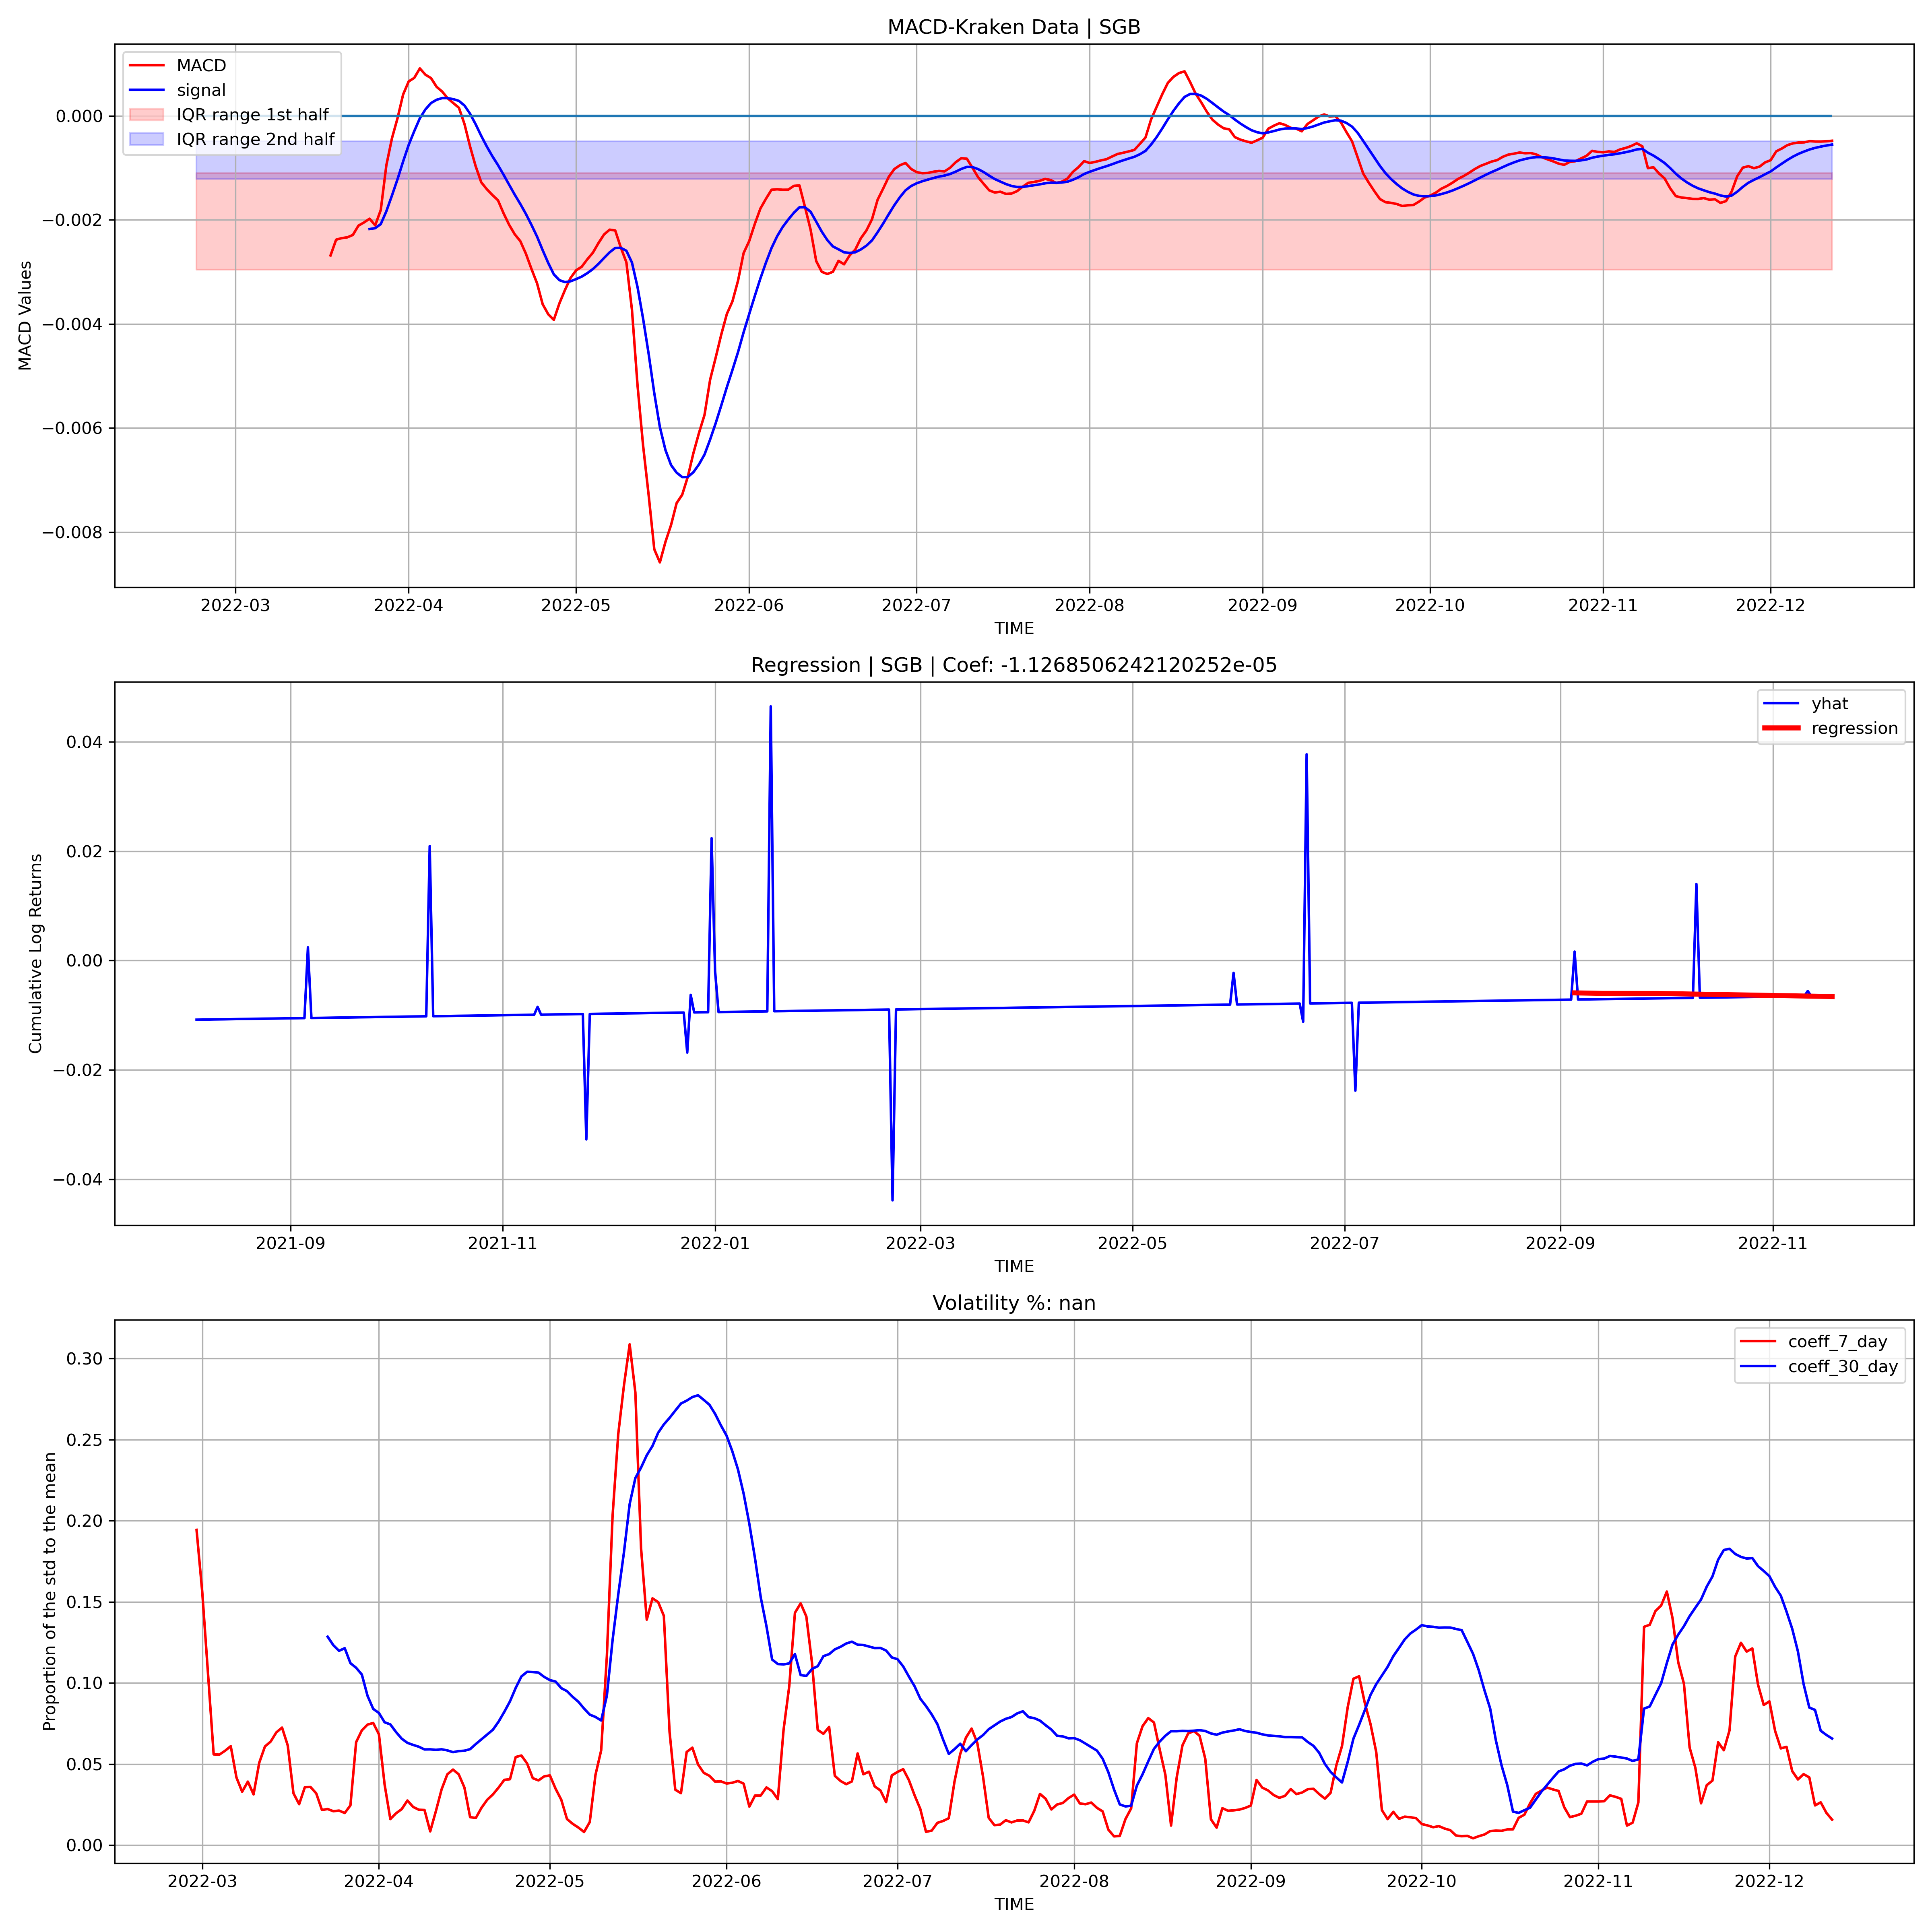 MACD-Kraken Data | SGB
MACD
signal
IQR range 1st half
IQR range 2nd half
0.000
−0.002
−0.004
−0.006
−0.008
MACD Values
2022-03 2022-04 2022-05 2022-06 2022-07 2022-08 2022-09 2022-10 2022-11 2022-12
TIME
Regression | SGB | Coef: -1.1268506242120252e-05
yhat
regression
0.04
0.02
0.00
−0.02
−0.04
Cumulative Log Returns
2021-09 2021-11 2022-01 2022-03 2022-05 2022-07 2022-09 2022-11
TIME
Volatility %: nan
coeff_7_day
coeff_30_day
0.30
0.25
0.20
0.15
0.10
0.05
0.00
Proportion of the std to the mean
2022-03 2022-04 2022-05 2022-06 2022-07 2022-08 2022-09 2022-10 2022-11 2022-12
TIME